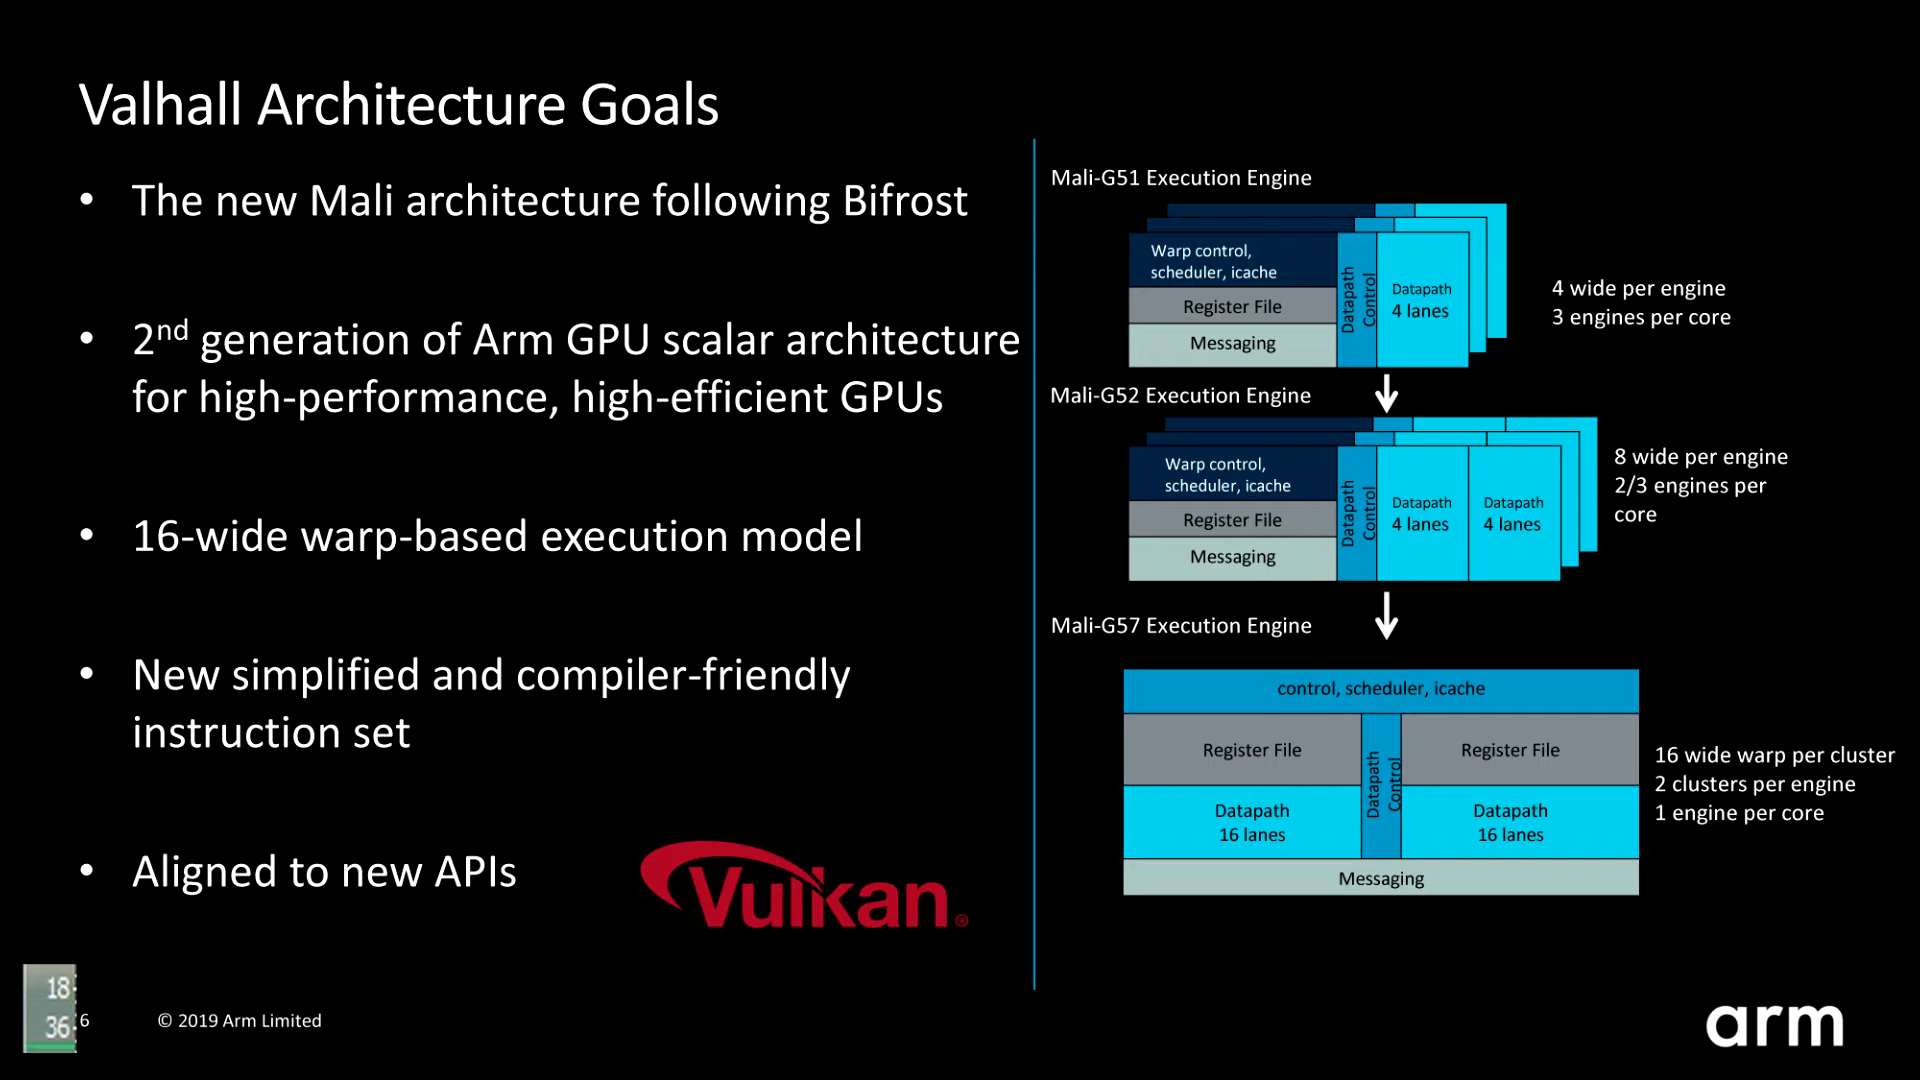 Valhall Architecture Goals
• The new Mali architecture following Bifrost
• 2nd generation of Arm GPU scalar architecture
for high-performance, high-efficient GPUs
• 16-wide warp-based execution model
• New simplified and compiler-friendly
instruction set
• Aligned to new APIs
Vulkan®
Mali-G51 Execution Engine
Warp control,
scheduler, icache
Register File
Messaging
Datapath
Control
Datapath
4 lanes
4 wide per engine
3 engines per core
Mali-G52 Execution Engine
Warp control,
scheduler, icache
Register File
Messaging
Datapath
Control
Datapath
4 lanes
Datapath
4 lanes
8 wide per engine
2/3 engines per
core
Mali-G57 Execution Engine
control, scheduler, icache
Register File
Datapath
Control
Register File
Datapath
16 lanes
Datapath
16 lanes
Messaging
16 wide warp per cluster
2 clusters per engine
1 engine per core
18
36
6
© 2019 Arm Limited
arm